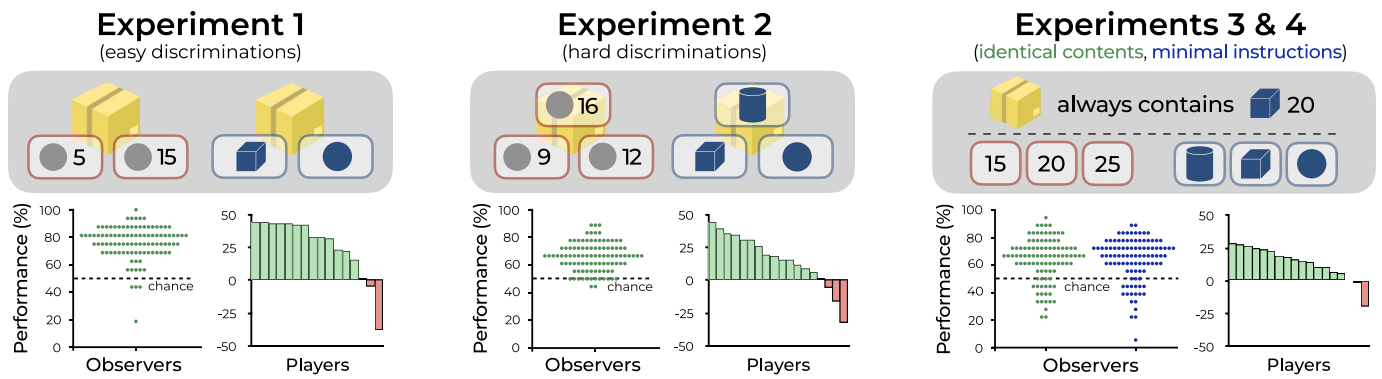 Experiment 1
(easy discriminations)
5
15
Performance (%)
100
80
60
40
20
0
chance
Observers
50
25
0
-25
-50
Players
Experiment 2
(hard discriminations)
16
9
12
Performance (%)
100
80
60
40
20
0
chance
Observers
50
25
0
-25
-50
Players
Experiments 3 & 4
(identical contents, minimal instructions)
always contains 20
15 20 25
Performance (%)
100
80
60
40
20
0
chance
Observers
50
25
0
-25
-50
Players